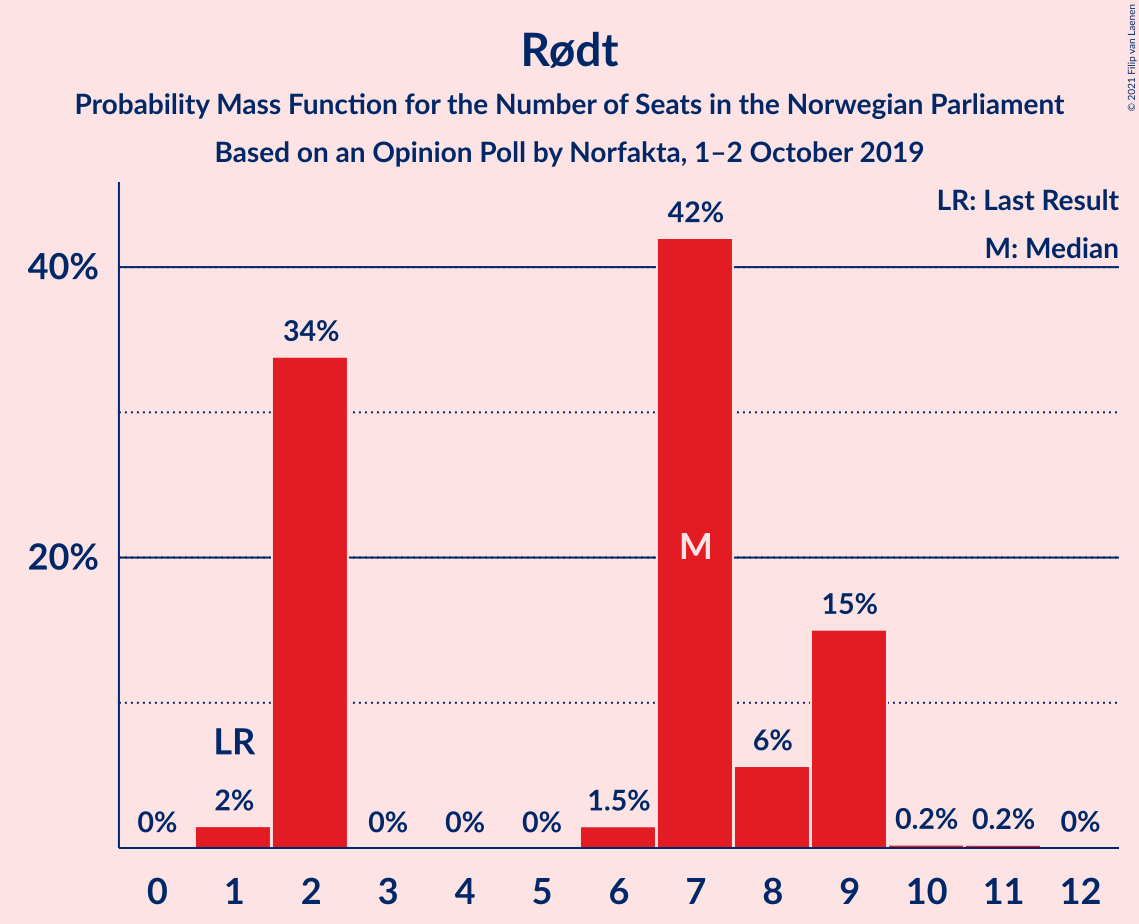 Rødt
Probability Mass Function for the Number of Seats in the Norwegian Parliament
Based on an Opinion Poll by Norfakta, 1–2 October 2019
© 2021 Filip van Laenen
LR: Last Result
M: Median
40%
20%
0%
LR
2%
34%
0%
0%
0%
1.5%
42%
M
6%
15%
0.2%
0.2%
0%
0 1 2 3 4 5 6 7 8 9 10 11 12